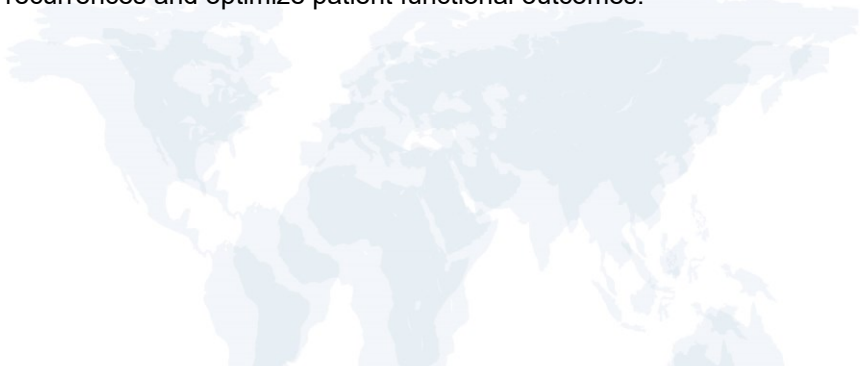 recurrences and optimize patient functional outcomes.